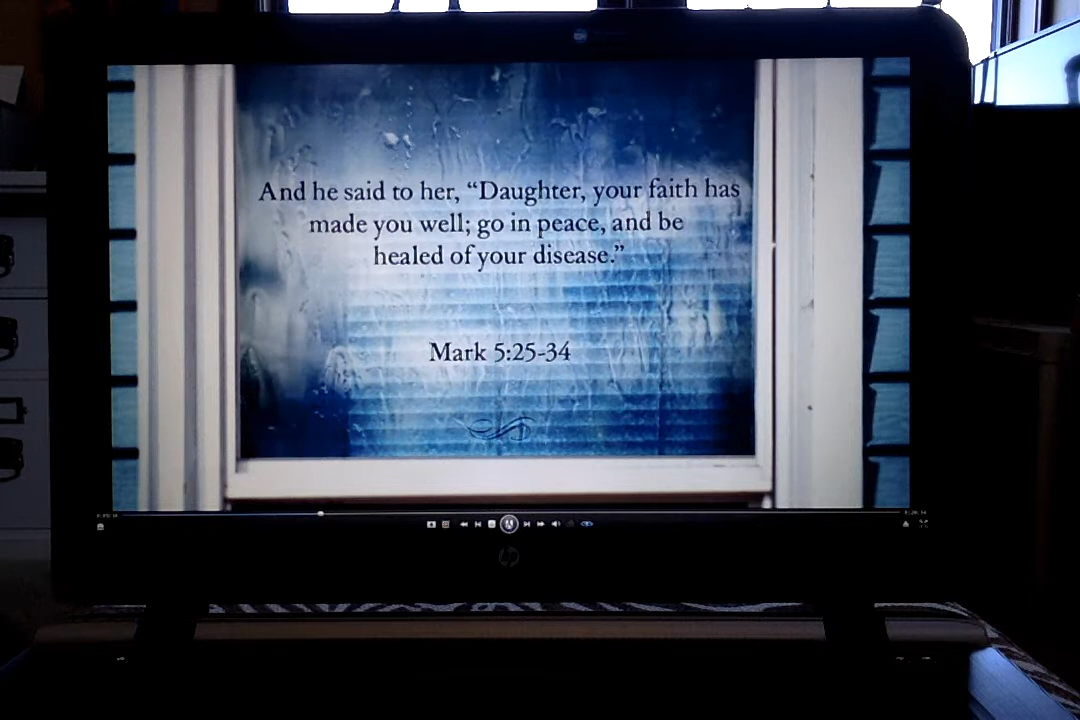 And he said to her, “Daughter, your faith has
made you well; go in peace, and be
healed of your disease.”
Mark 5:25-34
hp